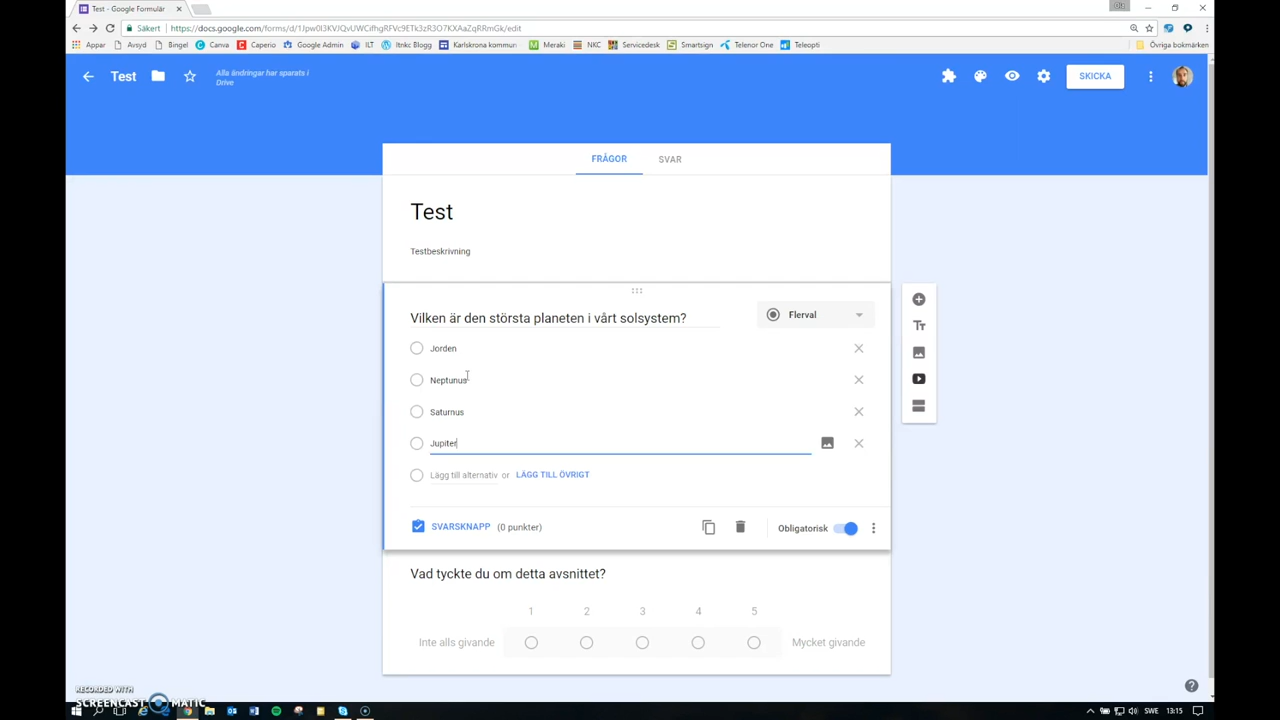 Test - Google Formulär
Säkert
https://docs.google.com/forms/d/1Jpw0l3KVJQvUWCifhgRFVc9ETk3zR3O7KXAaZqRRmGk/edit
Appar Avsyd Bingel Canva Caperio Google Admin ILT Itnkc Blogg Karlskrona kommun Meraki NKC Servicedesk Smartsign Telenor One Teleopti Övriga bokmärken
Test
Alla ändringar har sparats i
Drive
SKICKA
FRÅGOR SVAR
Test
Testbeskrivning
Vilken är den största planeten i vårt solsystem?
Flerval
Jorden
Neptunus
Saturnus
Jupiter
Lägg till alternativ or LÄGG TILL ÖVRIGT
SVARSKNAPP (0 punkter)
Obligatorisk
Vad tyckte du om detta avsnittet?
1 2 3 4 5
Inte alls givande Mycket givande
RECORDED WITH
SCREENCAST MATIC
SWE 13:15